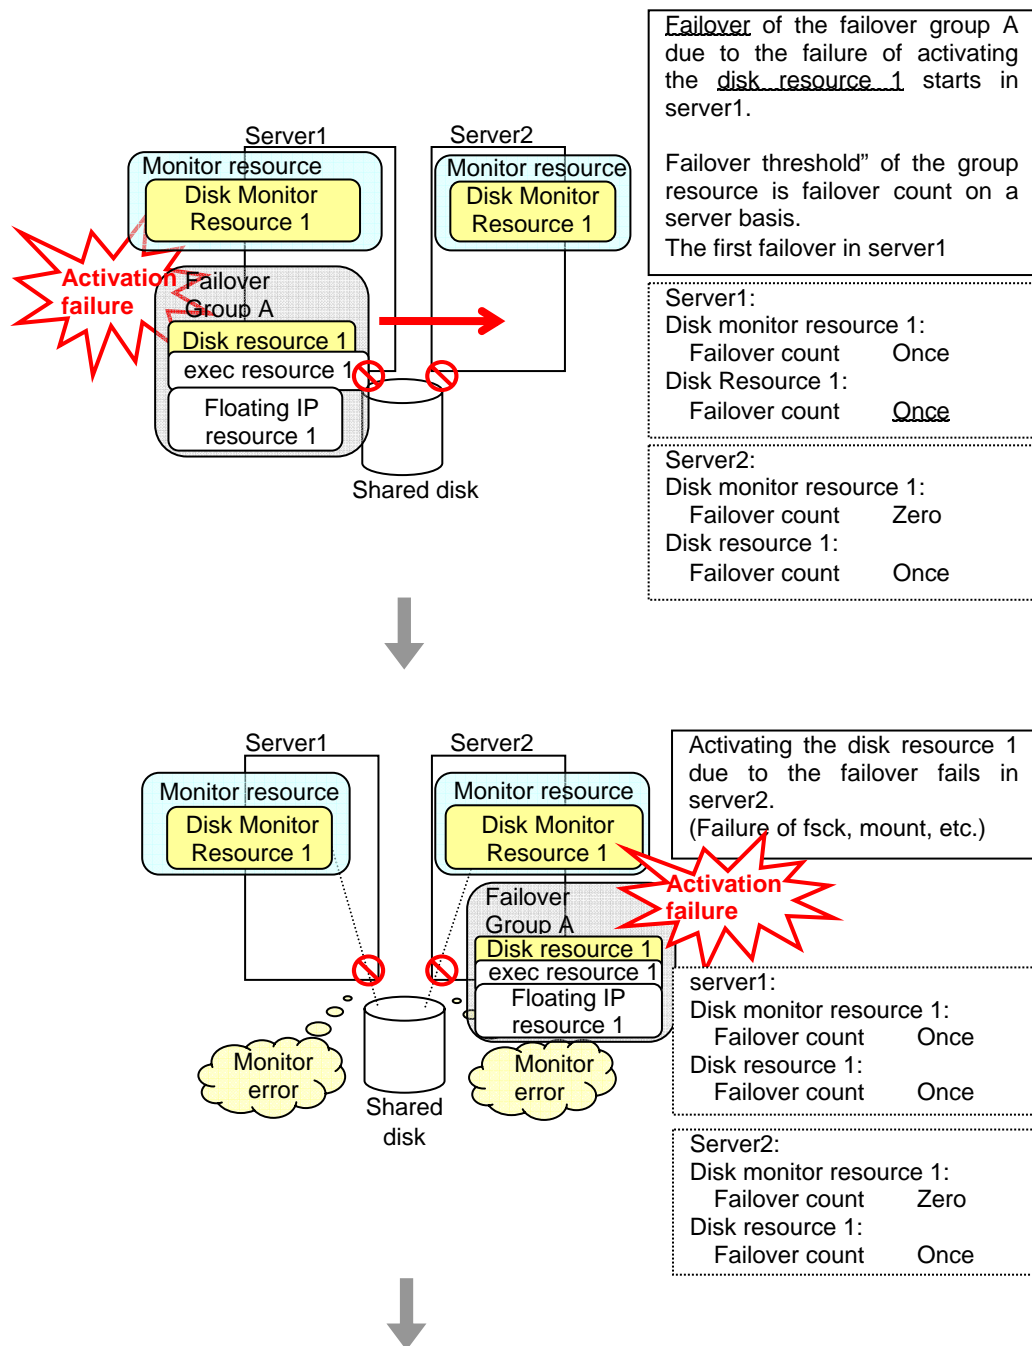 Failover of the failover group A
due to the failure of activating
the disk resource 1 starts in
server1.
Failover threshold” of the group
resource is failover count on a
server basis.
The first failover in server1
Server1
Server2
Monitor resource
Disk Monitor
Resource 1
Monitor resource
Disk Monitor
Resource 1
Activation
failure
Failover
Group A
Disk resource 1
exec resource 1
Floating IP
resource 1
Shared disk
Server1:
Disk monitor resource 1:
Failover count Once
Disk Resource 1:
Failover count Once
Server2:
Disk monitor resource 1:
Failover count Zero
Disk resource 1:
Failover count Once
Server1
Server2
Monitor resource
Disk Monitor
Resource 1
Monitor resource
Disk Monitor
Resource 1
Activating the disk resource 1
due to the failover fails in
server2.
(Failure of fsck, mount, etc.)
Activation
failure
Failover
Group A
Disk resource 1
exec resource 1
Floating IP
resource 1
Monitor
error
Shared
disk
Monitor
error
server1:
Disk monitor resource 1:
Failover count Once
Disk resource 1:
Failover count Once
Server2:
Disk monitor resource 1:
Failover count Zero
Disk resource 1:
Failover count Once